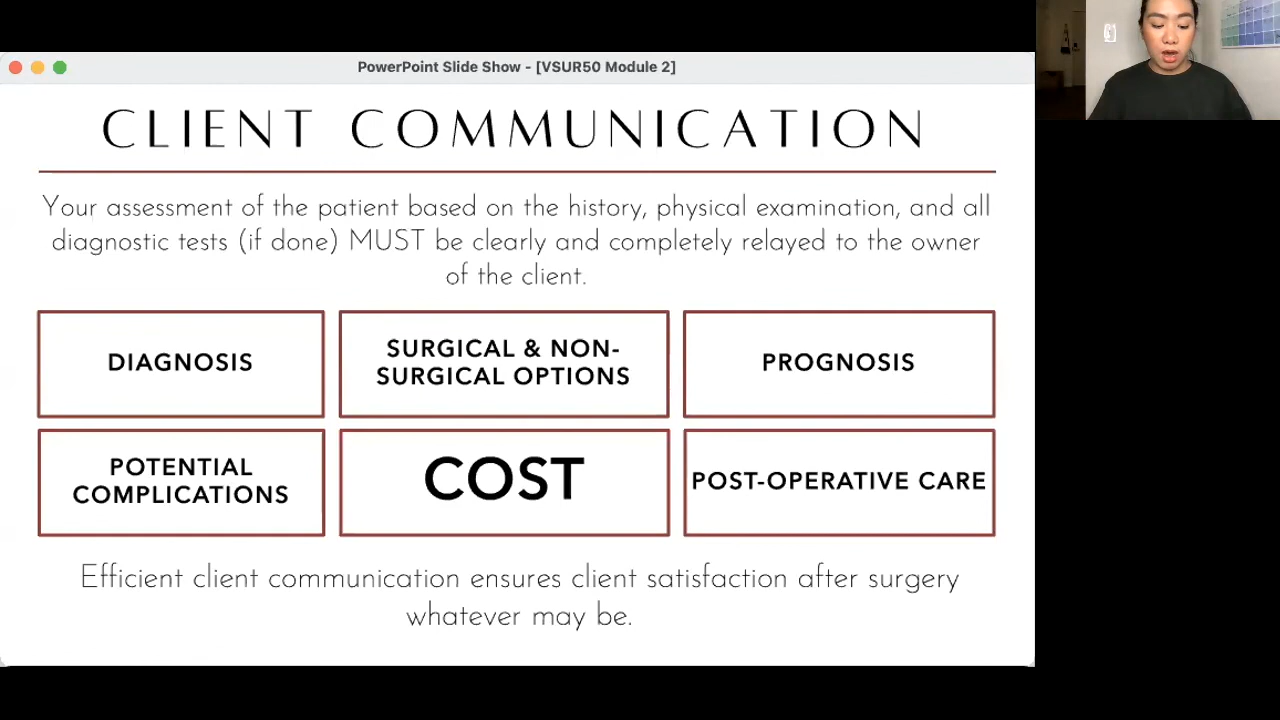 PowerPoint Slide Show - [VSUR50 Module 2]
CLIENT COMMUNICATION
Your assessment of the patient based on the history, physical examination, and all
diagnostic tests (if done) MUST be clearly and completely relayed to the owner
of the client.
DIAGNOSIS
SURGICAL & NON-
SURGICAL OPTIONS
PROGNOSIS
POTENTIAL
COMPLICATIONS
COST
POST-OPERATIVE CARE
Efficient client communication ensures client satisfaction after surgery
whatever may be.